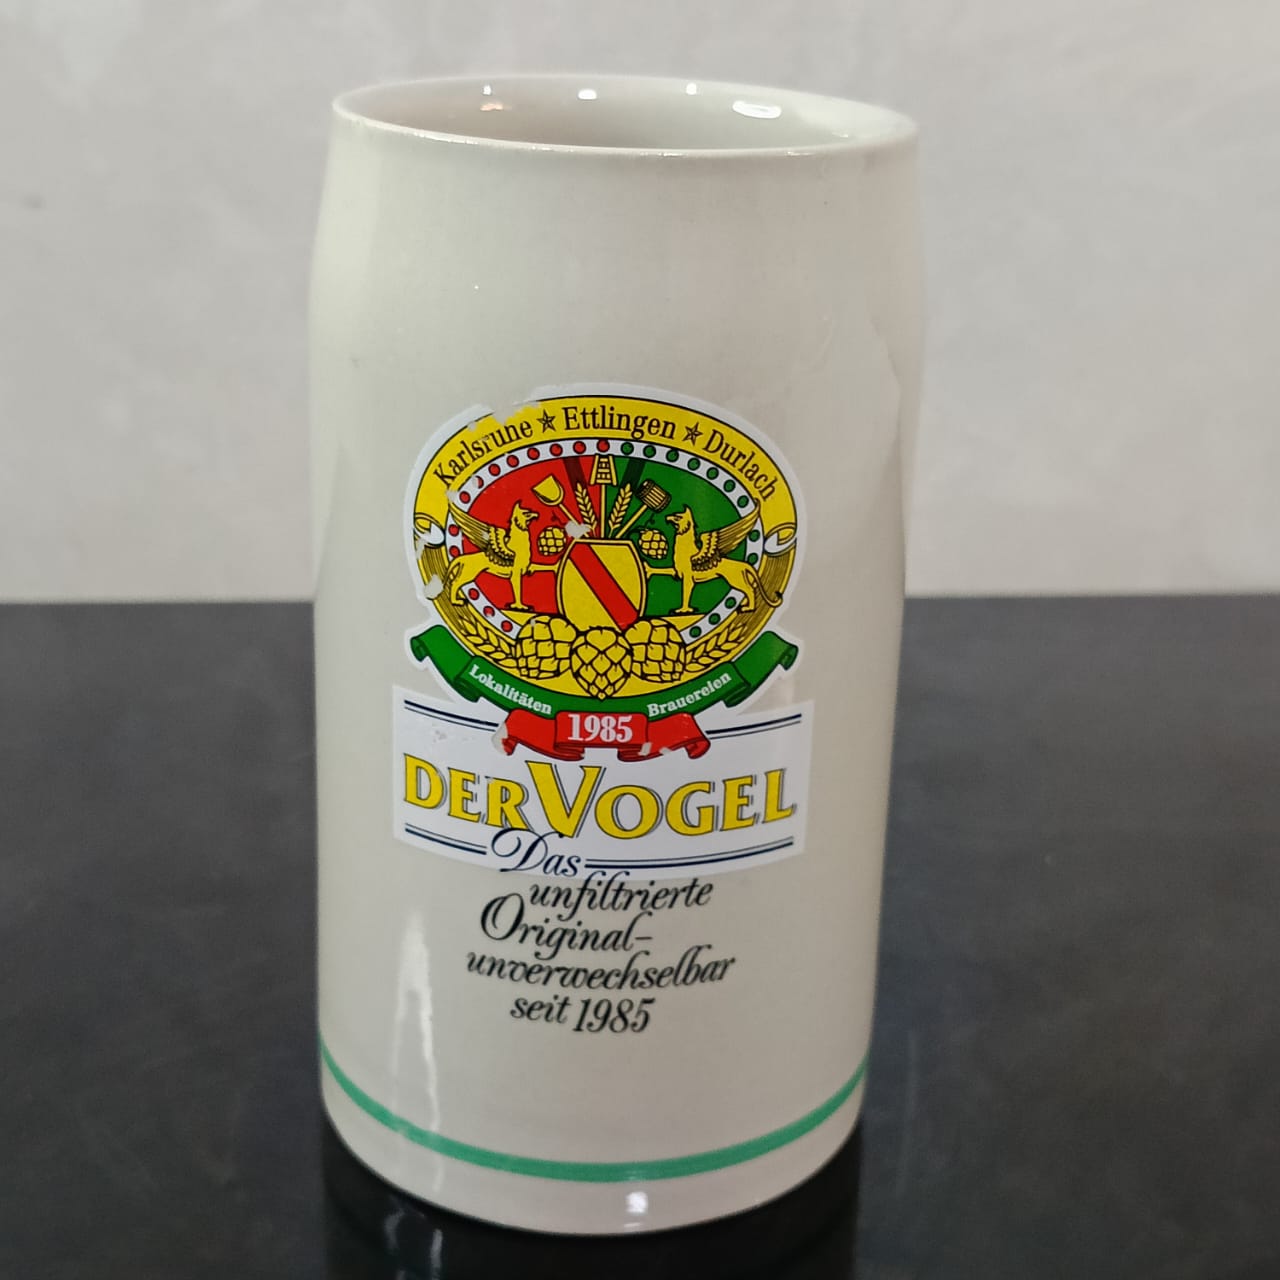 Karlsruhe ★ Ettlingen ★ Durlach
Lokalitäten Brauereien
1985
DER VOGEL
Das
unfiltrierte
Original-
unverwechselbar
seit 1985